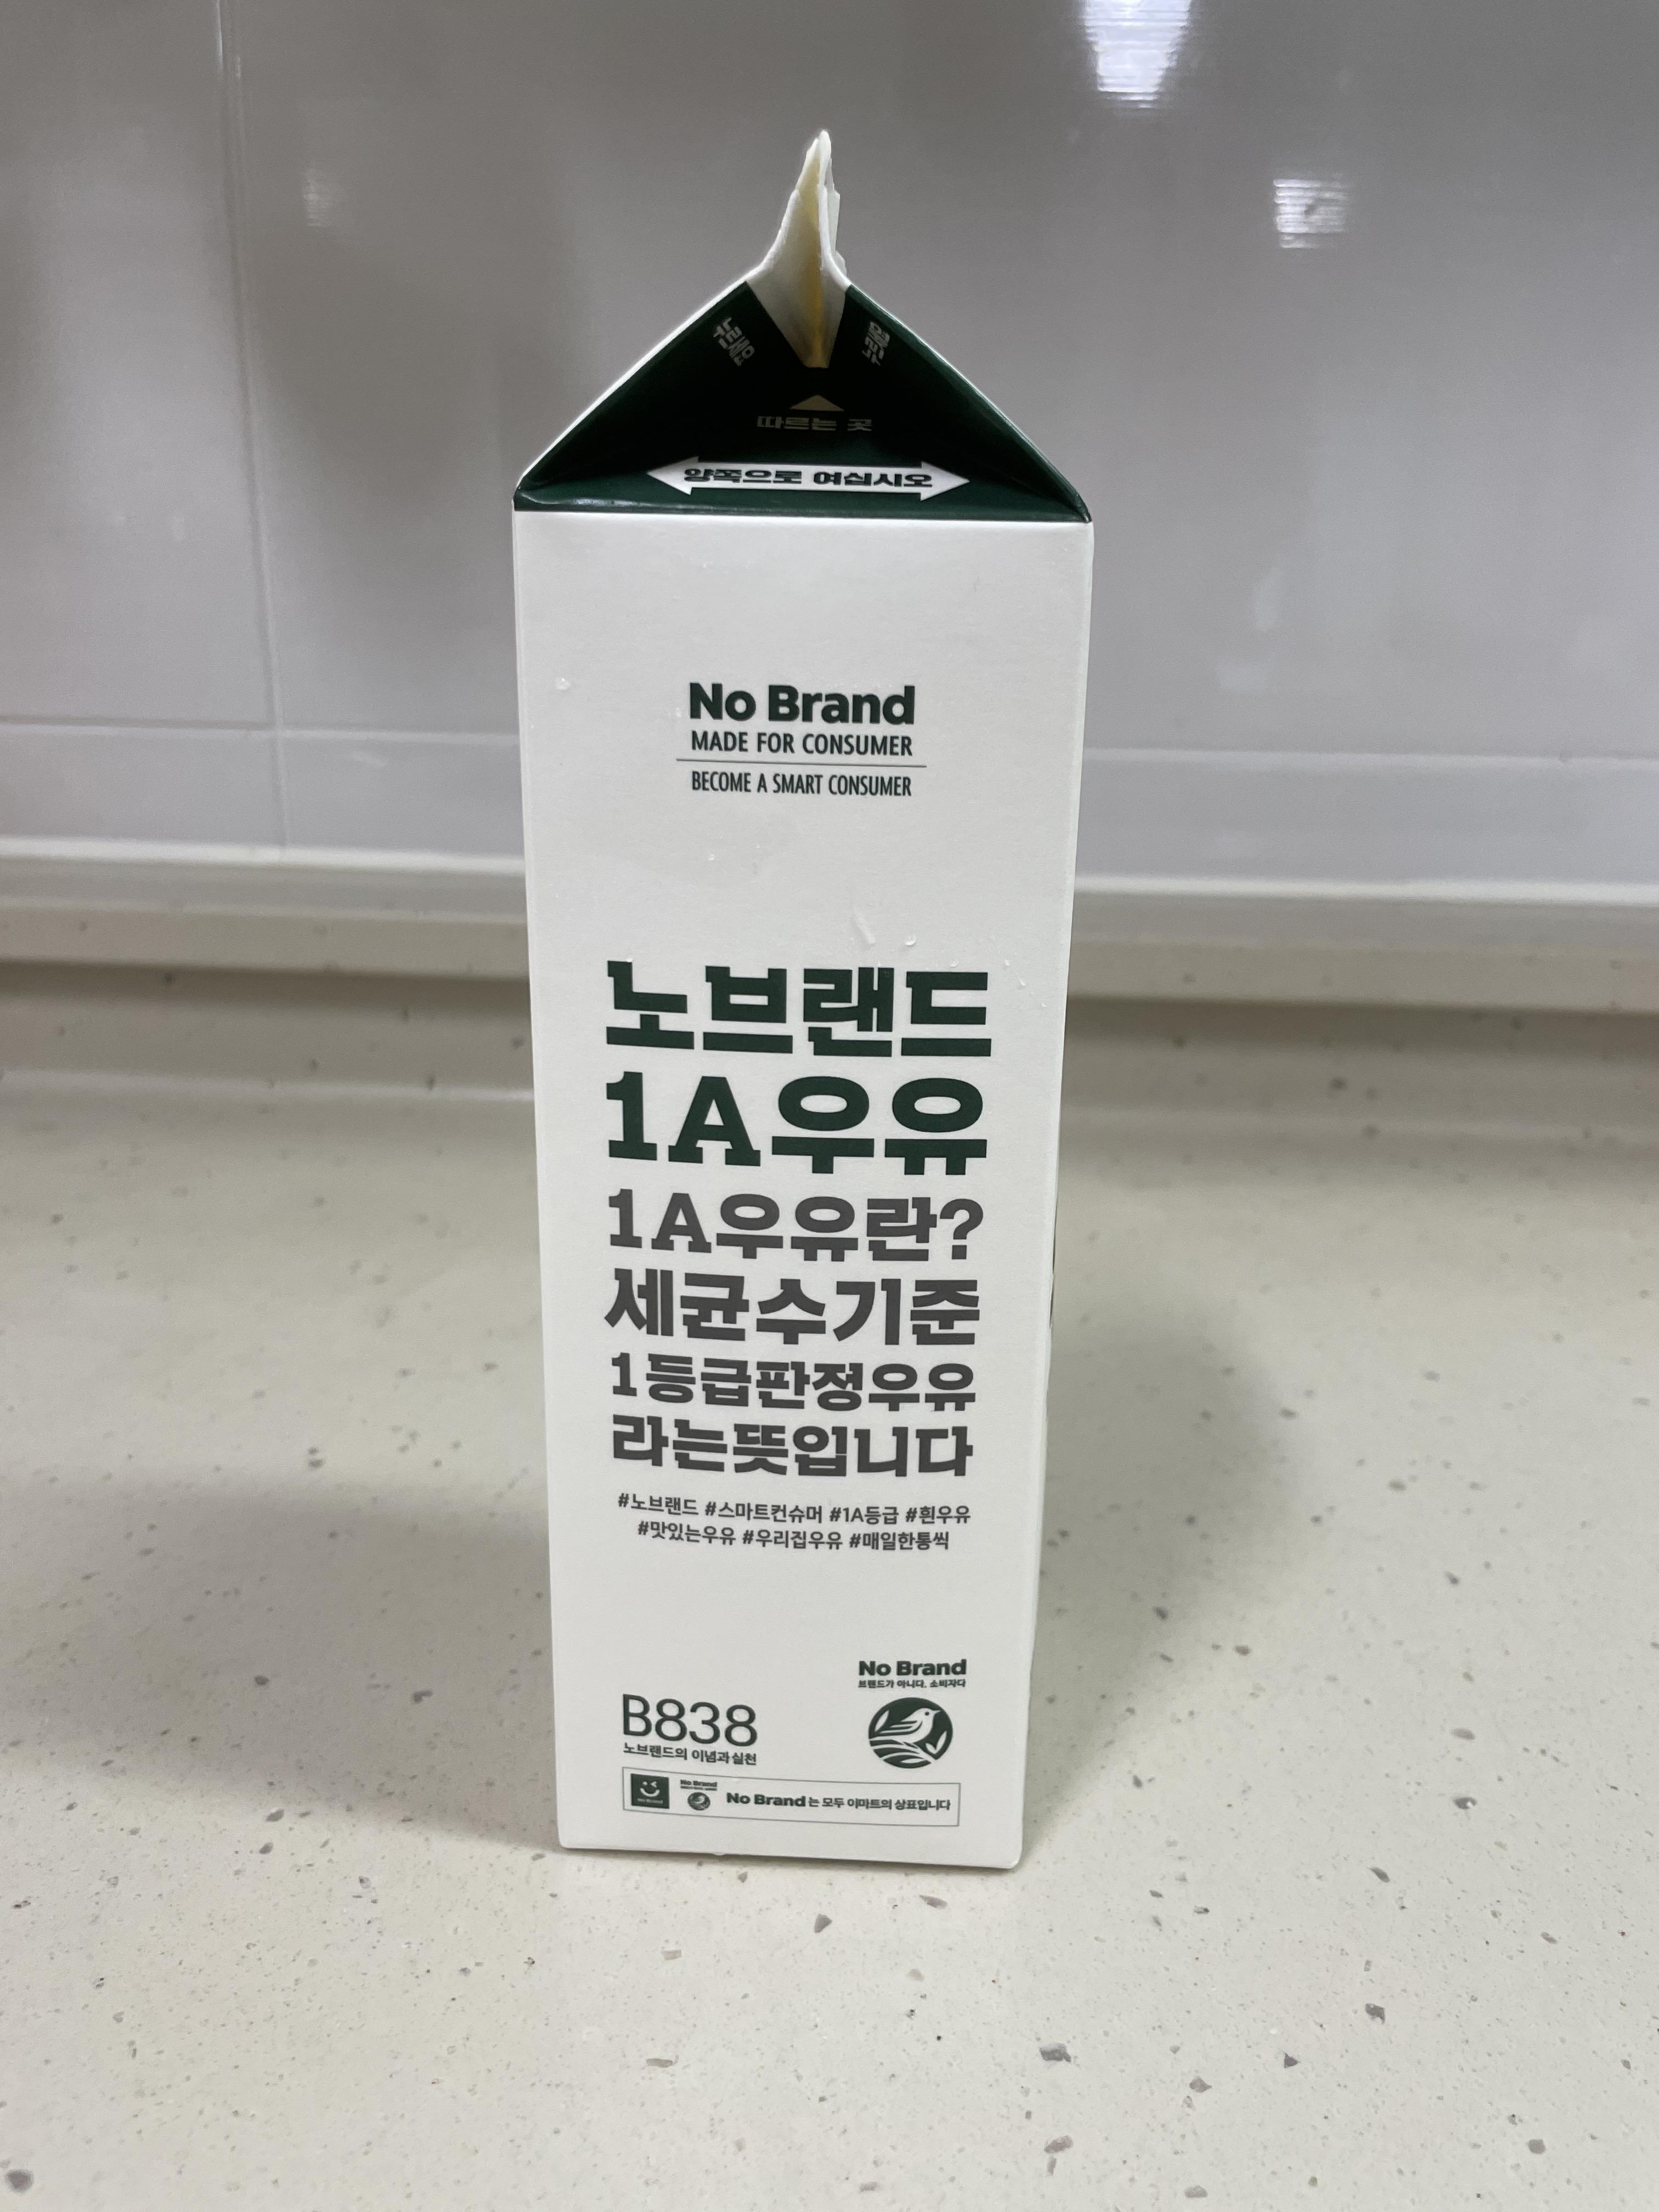 따르는 곳
양쪽으로 여십시오
No Brand
MADE FOR CONSUMER
BECOME A SMART CONSUMER
노브랜드
1A우유
1A우유란?
세균수기준
1등급판정우유
라는뜻입니다
#노브랜드 #스마트컨슈머 #1A등급 #흰우유
#맛있는우유 #우리집우유 #매일한통씩
No Brand
브랜드가 아니다. 소비자다
B838
노브랜드의 이념과 실천
No Brand
No Brand는 모두 이마트의 상표입니다